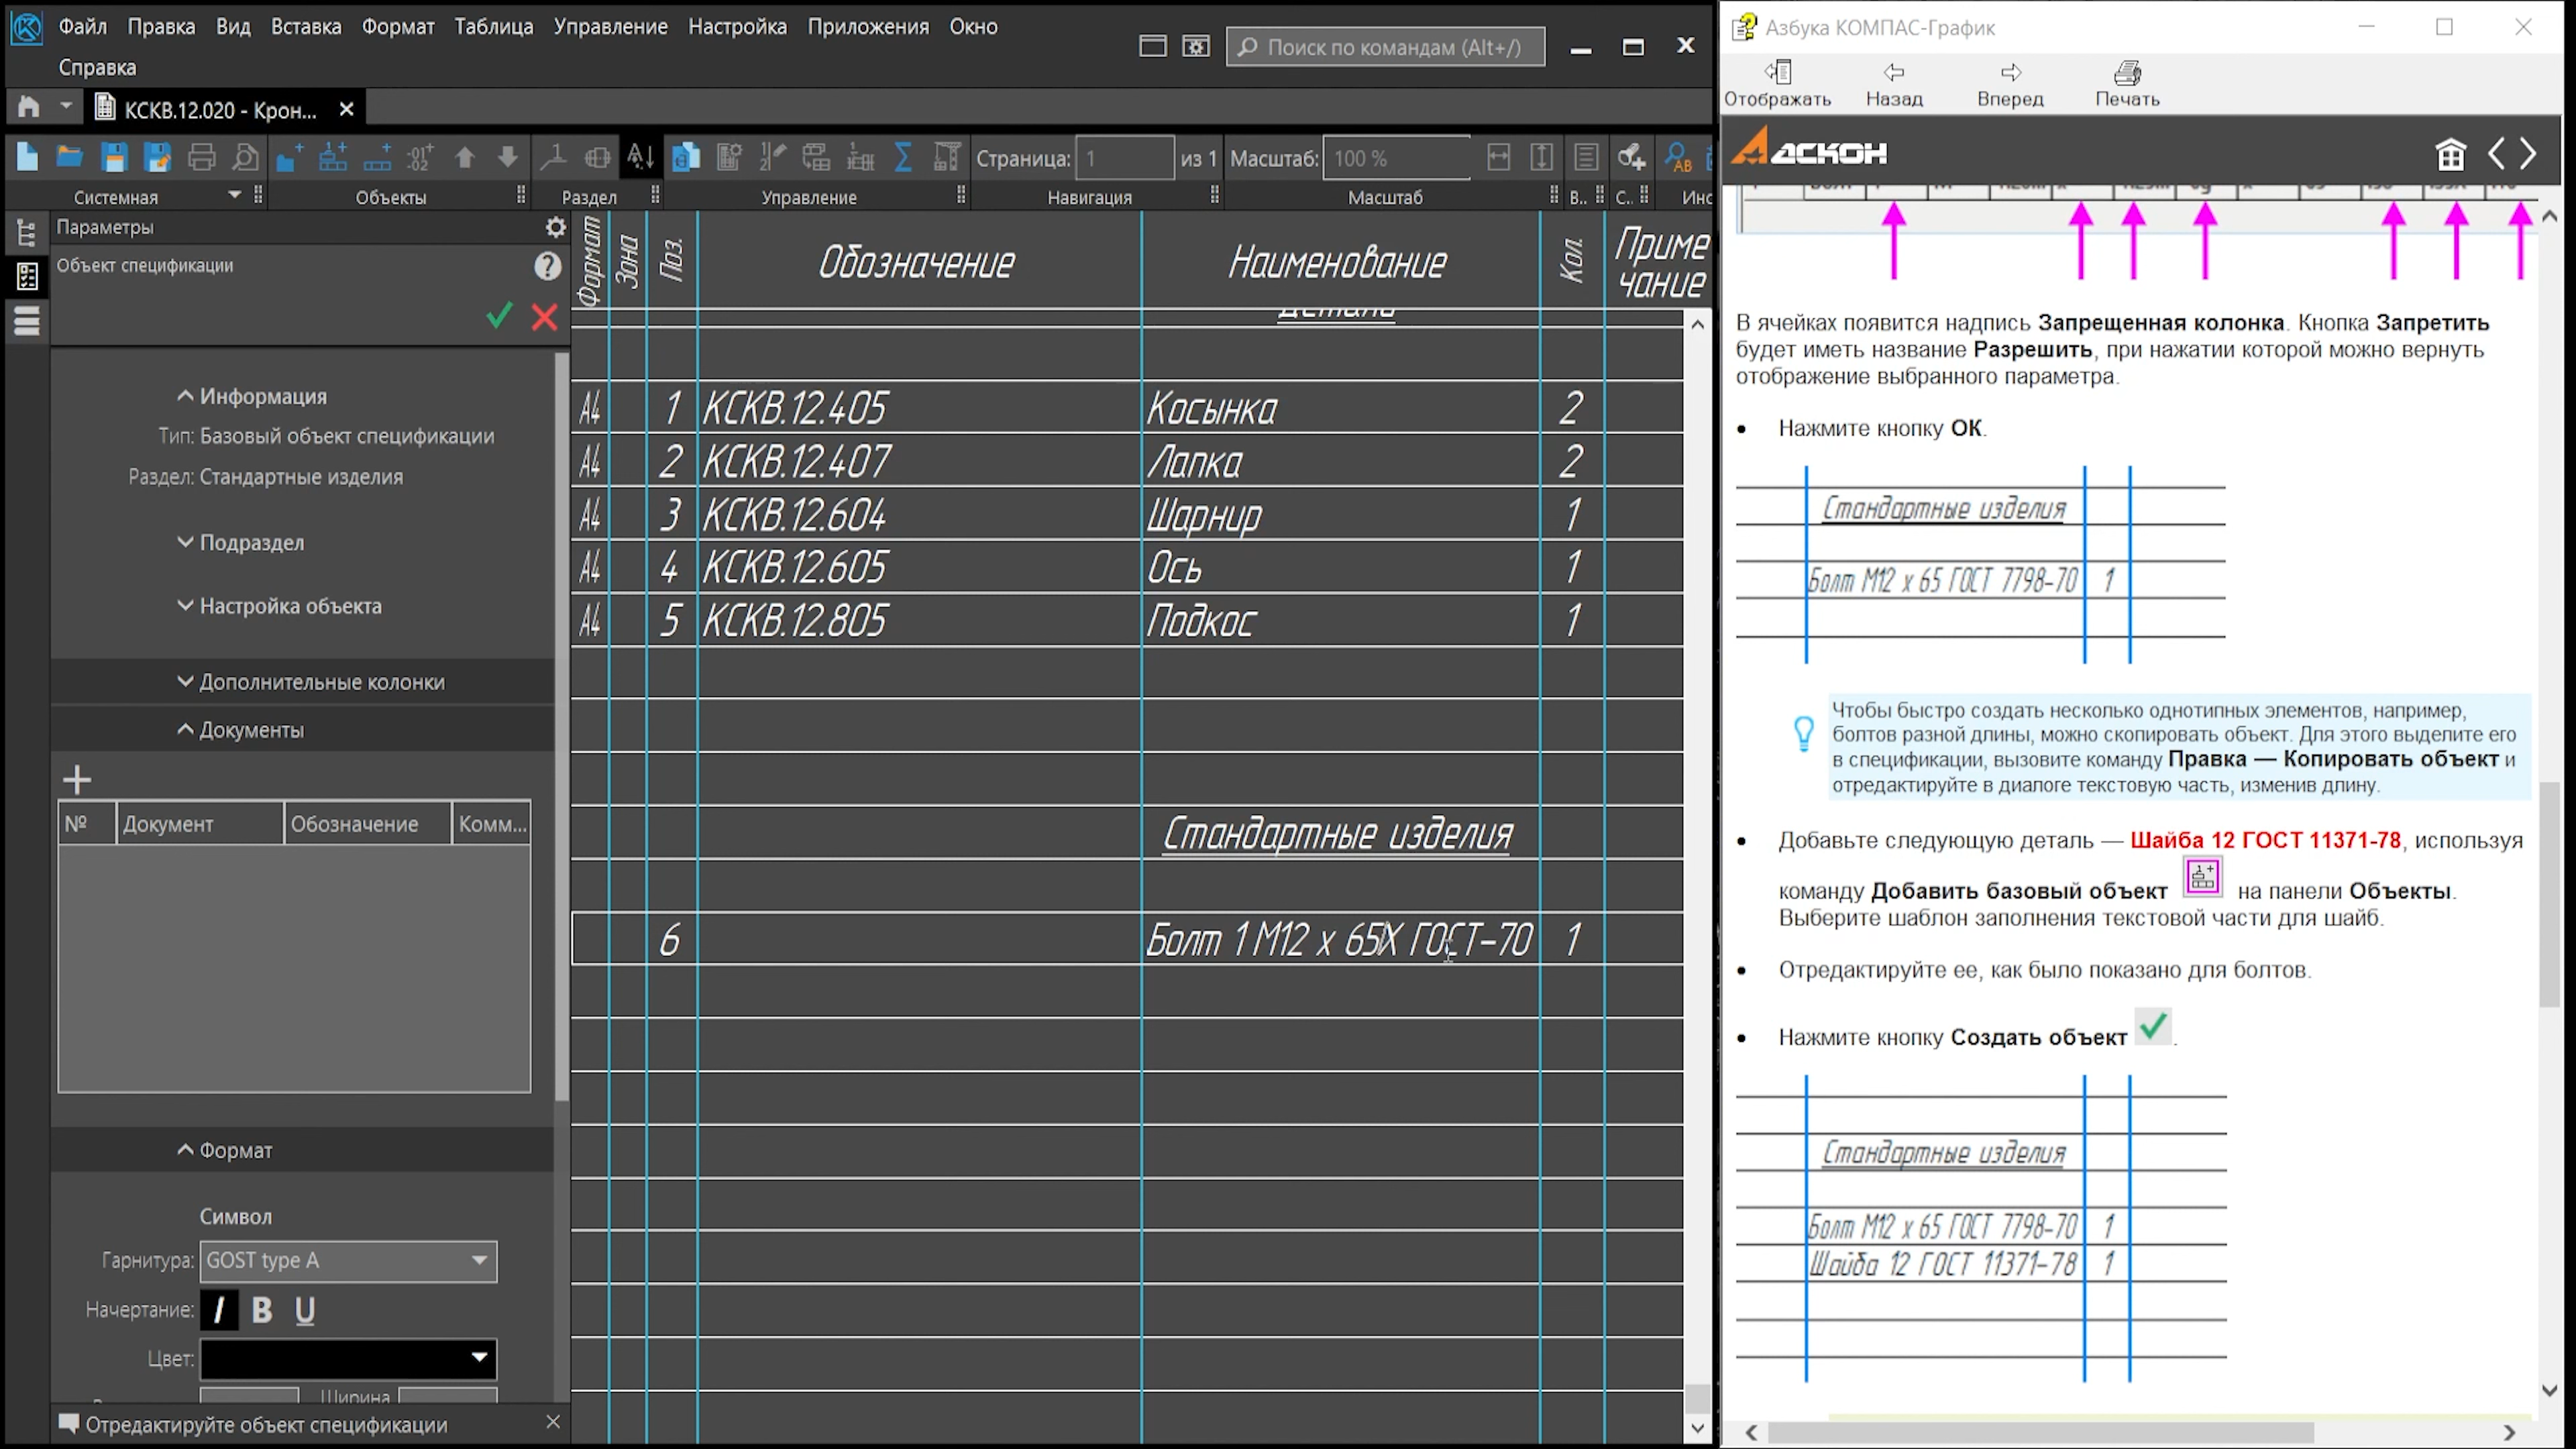 Файл Правка Вид Вставка Формат Таблица Управление Настройка Приложения Окно
Справка
Поиск по командам (Alt+/)
КСКВ.12.020 - Крон...
Страница: 1 из 1 Масштаб: 100 %
Системная Объекты Раздел Управление Навигация Масштаб В.. С.. Инс
Параметры
Объект спецификации
Информация
Тип: Базовый объект спецификации
Раздел: Стандартные изделия
Подраздел
Настройка объекта
Дополнительные колонки
Документы
№ Документ Обозначение Комм...
Формат
Символ
Гарнитура: GOST type A
Начертание: I B U
Цвет:
Ширина
Отредактируйте объект спецификации
Формат Зона Поз. Обозначение Наименование Кол. Приме
чание
Детали
А4 1 КСКВ.12.405 Косынка 2
А4 2 КСКВ.12.407 Лапка 2
А4 3 КСКВ.12.604 Шарнир 1
А4 4 КСКВ.12.605 Ось 1
А4 5 КСКВ.12.805 Подкос 1
Стандартные изделия
6 Болт 1 М12 х 65Х ГОСТ-70 1
Азбука КОМПАС-График
Отображать Назад Вперед Печать
АСКОН
В ячейках появится надпись Запрещенная колонка. Кнопка Запретить
будет иметь название Разрешить, при нажатии которой можно вернуть
отображение выбранного параметра.
• Нажмите кнопку ОК.
Стандартные изделия
Болт М12 х 65 ГОСТ 7798-70 1
Чтобы быстро создать несколько однотипных элементов, например,
болтов разной длины, можно скопировать объект. Для этого выделите его
в спецификации, вызовите команду Правка — Копировать объект и
отредактируйте в диалоге текстовую часть, изменив длину.
• Добавьте следующую деталь — Шайба 12 ГОСТ 11371-78, используя
команду Добавить базовый объект на панели Объекты.
Выберите шаблон заполнения текстовой части для шайб.
• Отредактируйте ее, как было показано для болтов.
• Нажмите кнопку Создать объект .
Стандартные изделия
Болт М12 х 65 ГОСТ 7798-70 1
Шайба 12 ГОСТ 11371-78 1